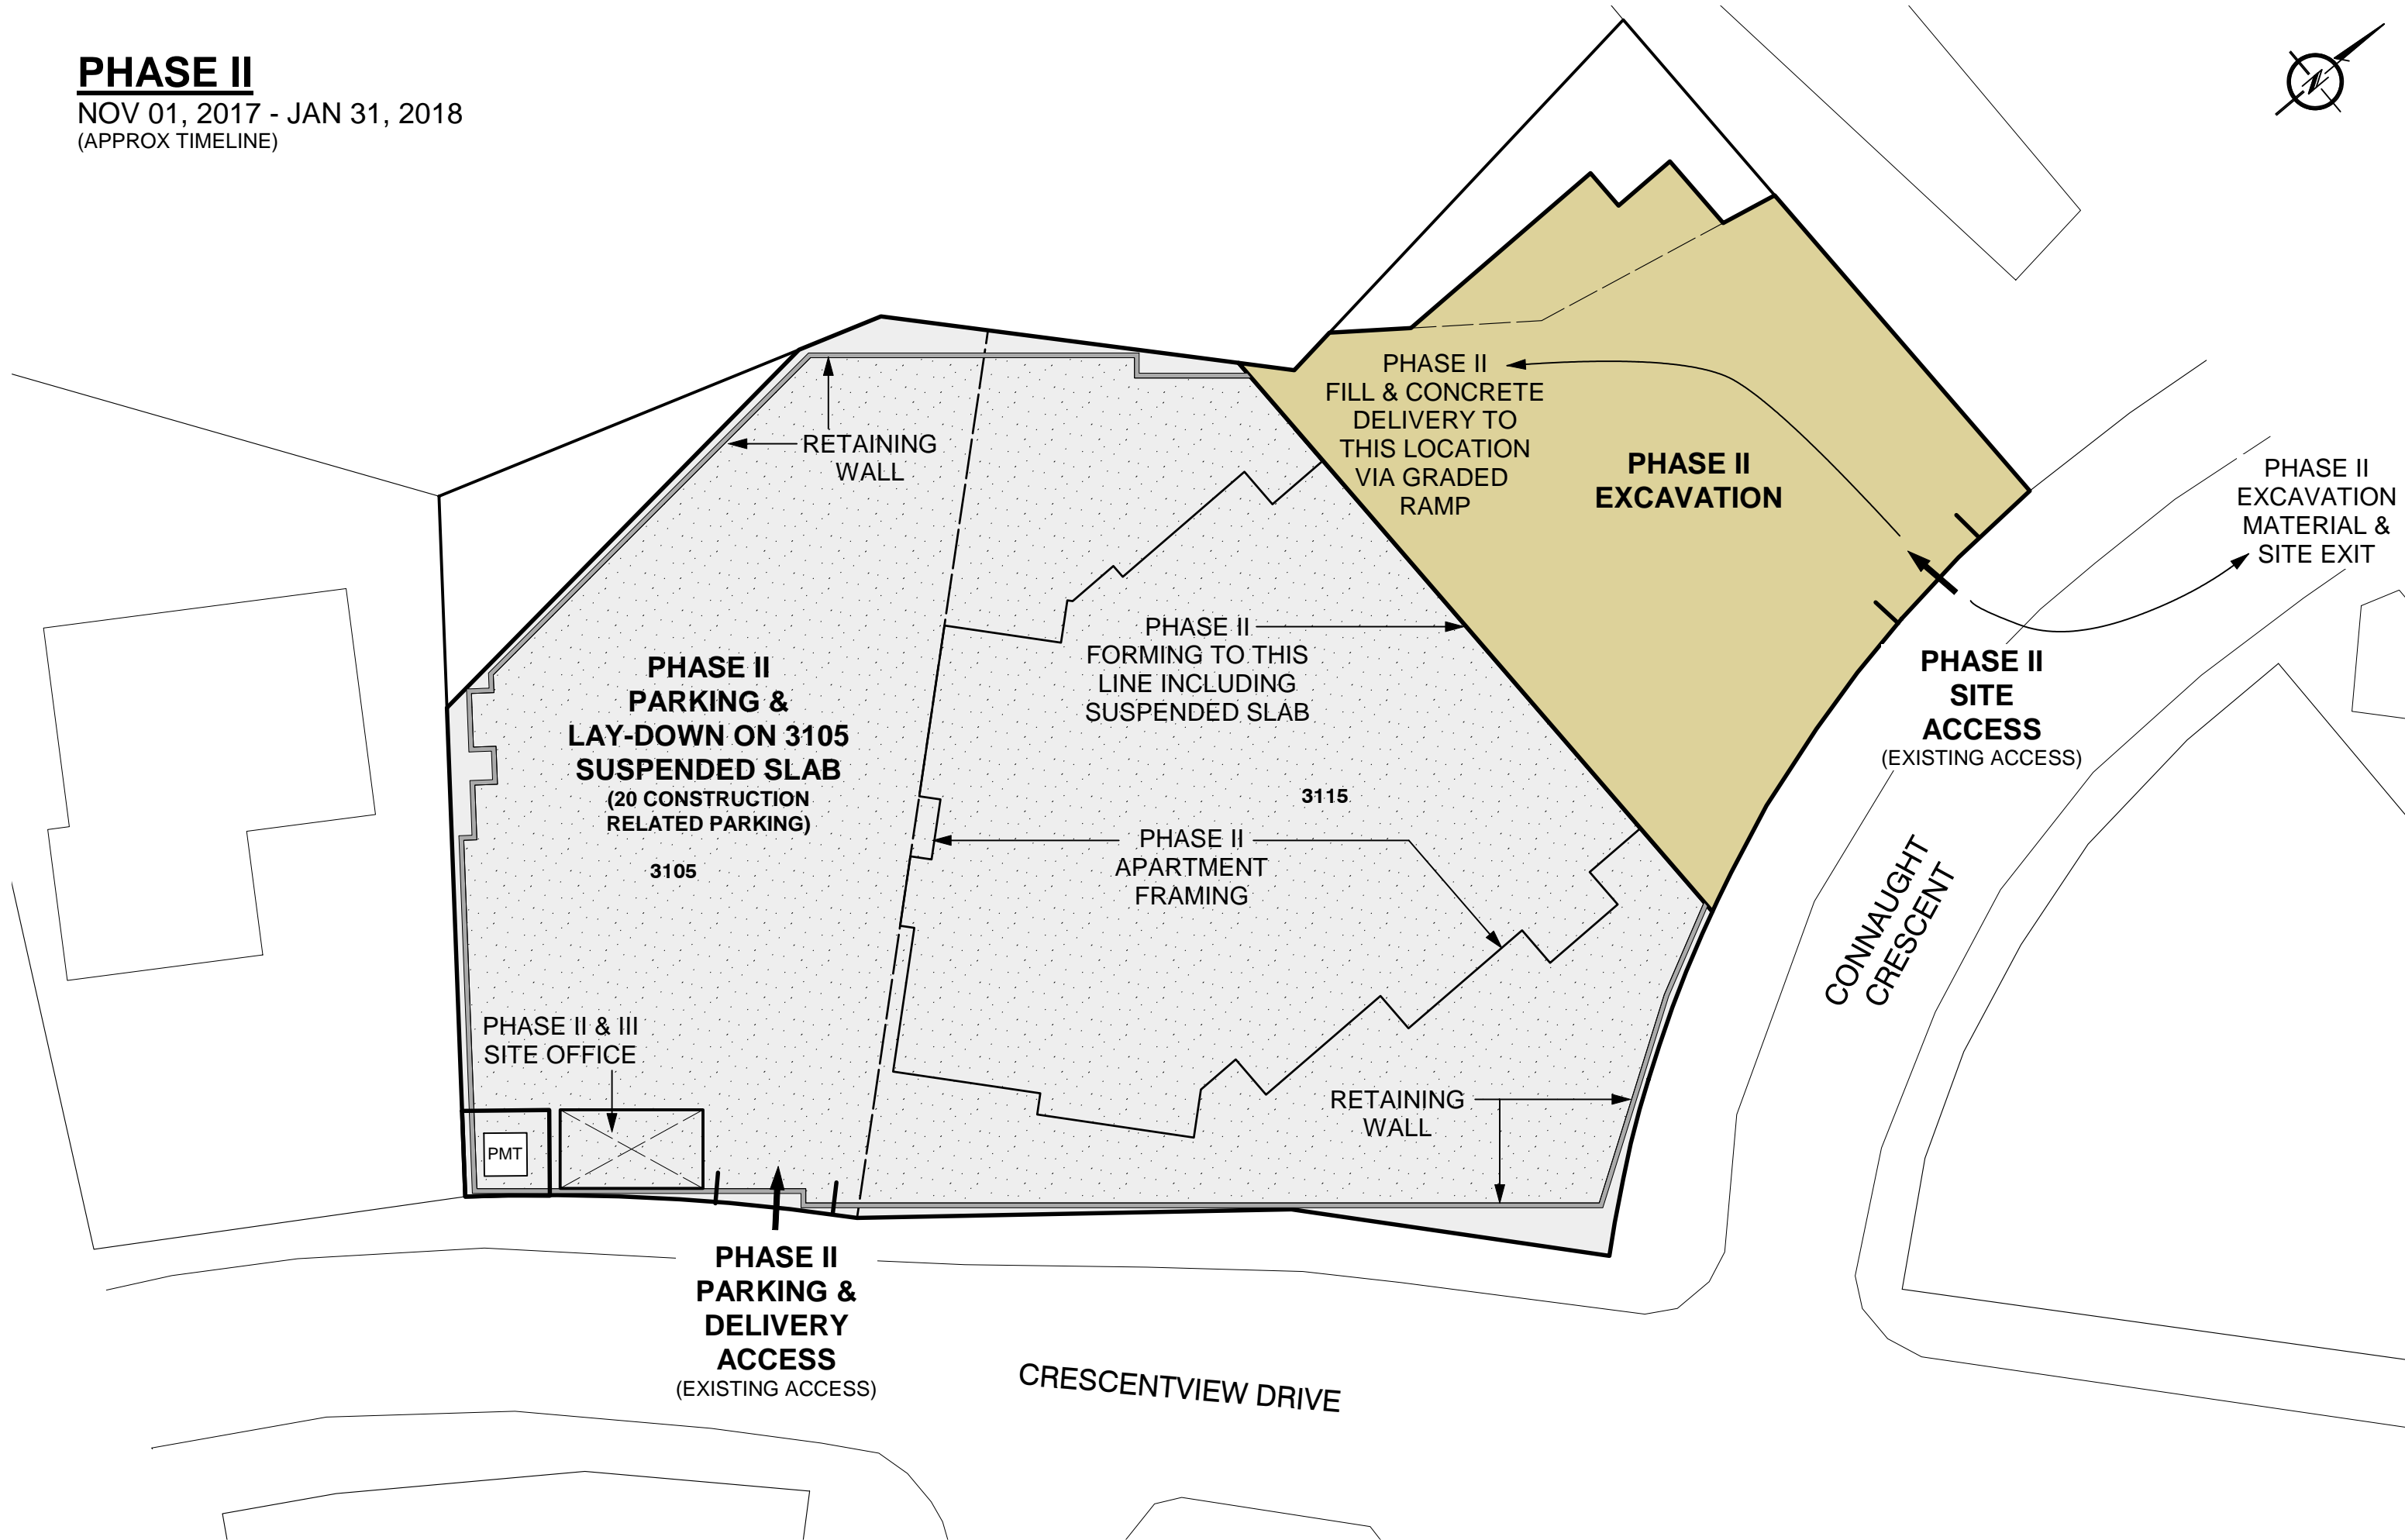 PHASE II
NOV 01, 2017 - JAN 31, 2018
(APPROX TIMELINE)
N
RETAINING
WALL
PHASE II
FILL & CONCRETE
DELIVERY TO
THIS LOCATION
VIA GRADED
RAMP
PHASE II
EXCAVATION
PHASE II
EXCAVATION
MATERIAL &
SITE EXIT
PHASE II
PARKING &
LAY-DOWN ON 3105
SUSPENDED SLAB
(20 CONSTRUCTION
RELATED PARKING)
3105
PHASE II
FORMING TO THIS
LINE INCLUDING
SUSPENDED SLAB
3115
PHASE II
APARTMENT
FRAMING
PHASE II
SITE
ACCESS
(EXISTING ACCESS)
CONNAUGHT
CRESCENT
PHASE II & III
SITE OFFICE
PMT
RETAINING
WALL
PHASE II
PARKING &
DELIVERY
ACCESS
(EXISTING ACCESS)
CRESCENTVIEW DRIVE